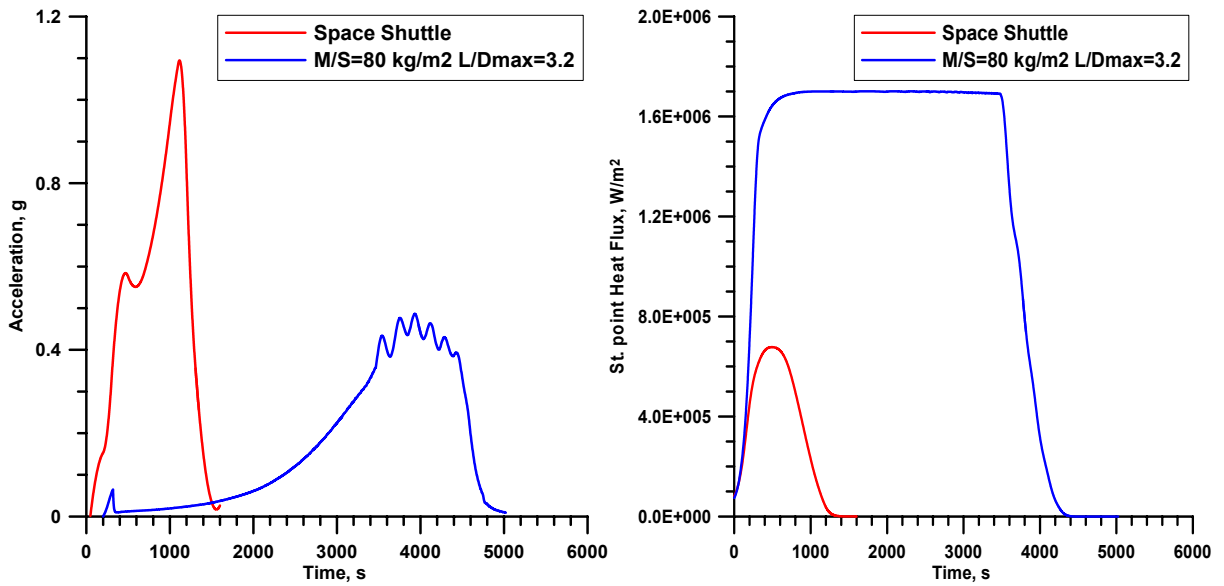 Space Shuttle
M/S=80 kg/m2 L/Dmax=3.2
1.2
0.8
0.4
0
Acceleration, g
0 1000 2000 3000 4000 5000 6000
Time, s
Space Shuttle
M/S=80 kg/m2 L/Dmax=3.2
2.0E+006
1.6E+006
1.2E+006
8.0E+005
4.0E+005
0.0E+000
St. point Heat Flux, W/m²
0 1000 2000 3000 4000 5000 6000
Time, s